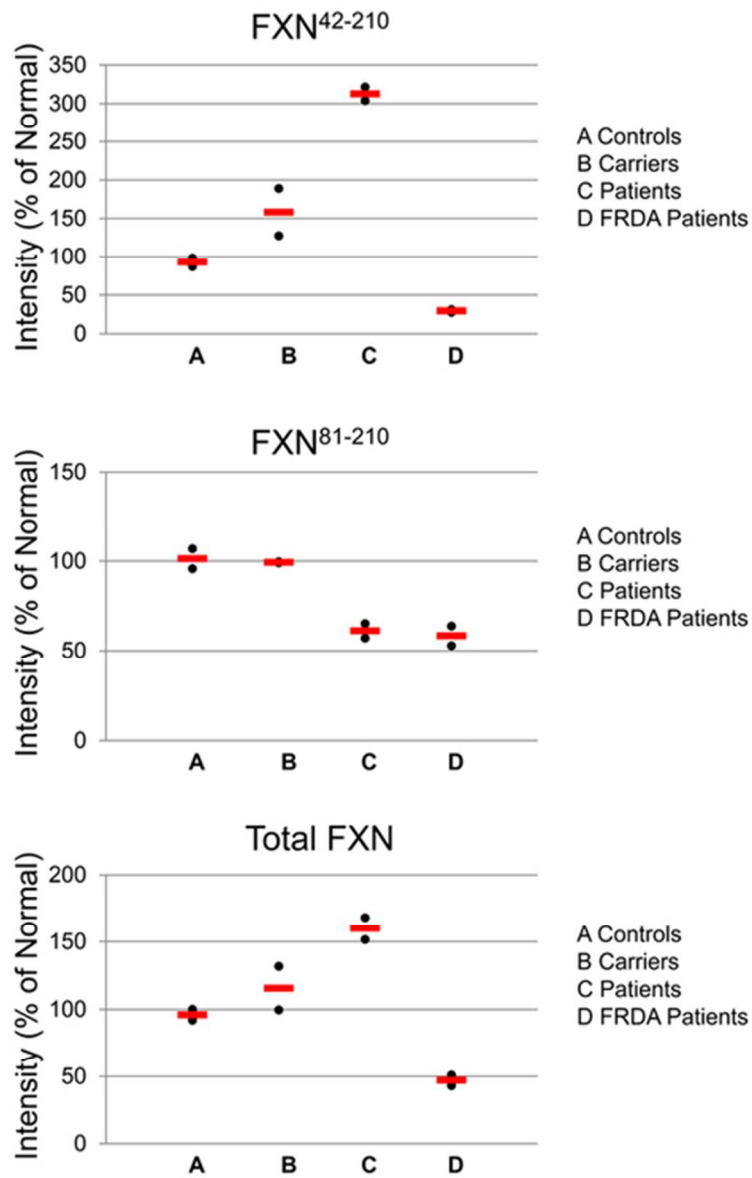 FXN42-210
Intensity (% of Normal)
350
300
250
200
150
100
50
0
A B C D
A Controls
B Carriers
C Patients
D FRDA Patients
FXN81-210
Intensity (% of Normal)
150
100
50
0
A B C D
A Controls
B Carriers
C Patients
D FRDA Patients
Total FXN
Intensity (% of Normal)
200
150
100
50
0
A B C D
A Controls
B Carriers
C Patients
D FRDA Patients